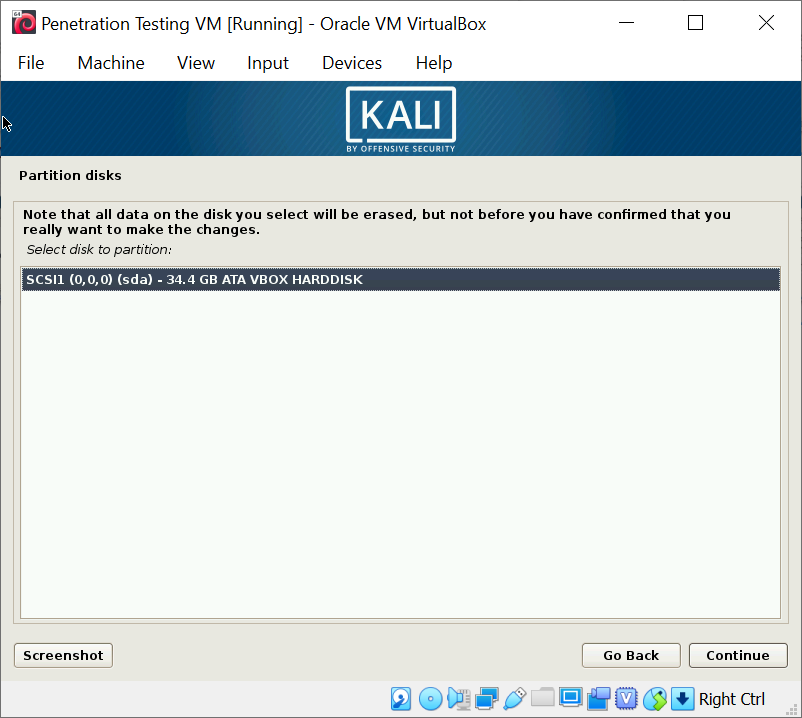 Penetration Testing VM [Running] - Oracle VM VirtualBox
File Machine View Input Devices Help
KALI
BY OFFENSIVE SECURITY
Partition disks
Note that all data on the disk you select will be erased, but not before you have confirmed that you
really want to make the changes.
Select disk to partition:
SCSI1 (0,0,0) (sda) - 34.4 GB ATA VBOX HARDDISK
Screenshot Go Back Continue
Right Ctrl